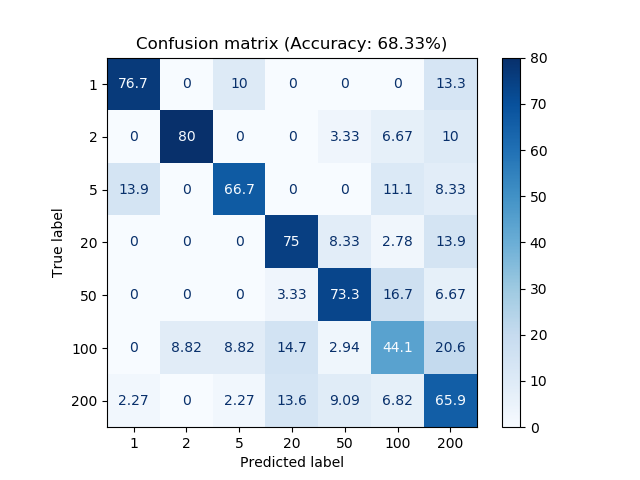 Confusion matrix (Accuracy: 68.33%)
1 76.7 0 10 0 0 0 13.3
2 0 80 0 0 3.33 6.67 10
5 13.9 0 66.7 0 0 11.1 8.33
20 0 0 0 75 8.33 2.78 13.9
50 0 0 0 3.33 73.3 16.7 6.67
100 0 8.82 8.82 14.7 2.94 44.1 20.6
200 2.27 0 2.27 13.6 9.09 6.82 65.9
1 2 5 20 50 100 200
Predicted label
True label
80
70
60
50
40
30
20
10
0